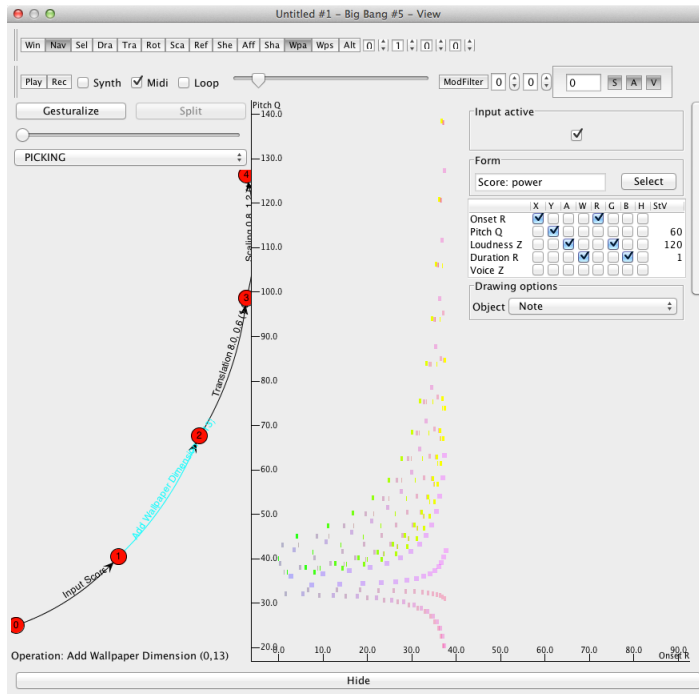 Untitled #1 – Big Bang #5 – View
Win Nav Sel Dra Tra Rot Sca Ref She Aff Sha Wpa Wps Alt 0 1 0 0 0
Play Rec Synth Midi Loop ModFilter 0 0 0 S A V
Gesturalize Split
PICKING
Pitch Q
140.0
130.0
120.0
110.0
100.0
90.0
80.0
70.0
60.0
50.0
40.0
30.0
20.0
0.0 10.0 20.0 30.0 40.0 50.0 60.0 70.0 80.0 90.0
Onset R
4
Scaling 0.8, 1.2
3
Translation 8.0, 0.6 (1
2
Add Wallpaper Dimens
1
Input Score
0
Operation: Add Wallpaper Dimension (0,13)
Input active
Form
Score: power Select
X Y A W R G B H StV
Onset R
Pitch Q 60
Loudness Z 120
Duration R 1
Voice Z
Drawing options
Object Note
Hide